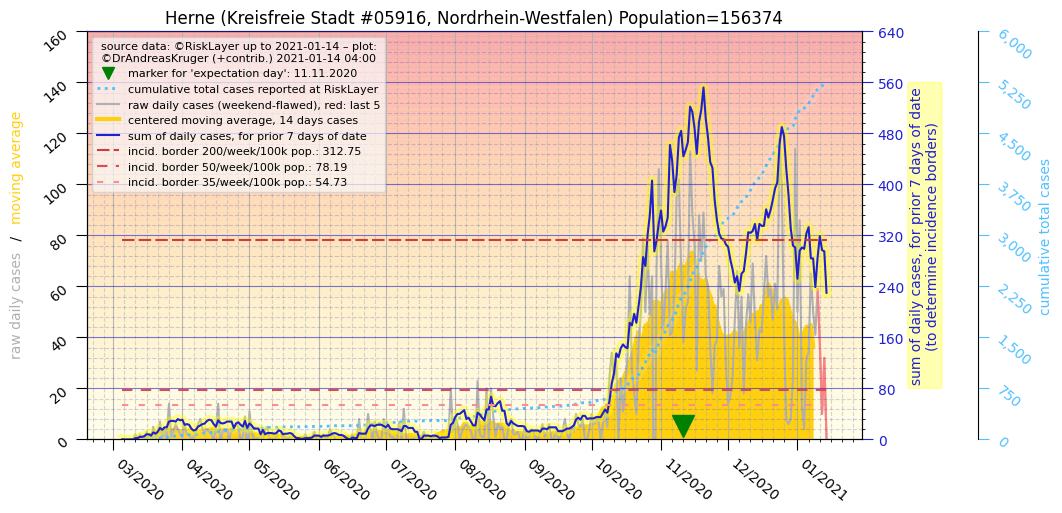 Herne (Kreisfreie Stadt #05916, Nordrhein-Westfalen) Population=156374
source data: ©RiskLayer up to 2021-01-14 – plot:
©DrAndreasKruger (+contrib.) 2021-01-14 04:00
marker for 'expectation day': 11.11.2020
cumulative total cases reported at RiskLayer
raw daily cases (weekend-flawed), red: last 5
centered moving average, 14 days cases
sum of daily cases, for prior 7 days of date
incid. border 200/week/100k pop.: 312.75
incid. border 50/week/100k pop.: 78.19
incid. border 35/week/100k pop.: 54.73
raw daily cases / moving average
160
140
120
100
80
60
40
20
0
03/2020
04/2020
05/2020
06/2020
07/2020
08/2020
09/2020
10/2020
11/2020
12/2020
01/2021
640
560
480
400
320
240
160
80
0
sum of daily cases, for prior 7 days of date
(to determine incidence borders)
6,000
5,250
4,500
3,750
3,000
2,250
1,500
750
0
cumulative total cases